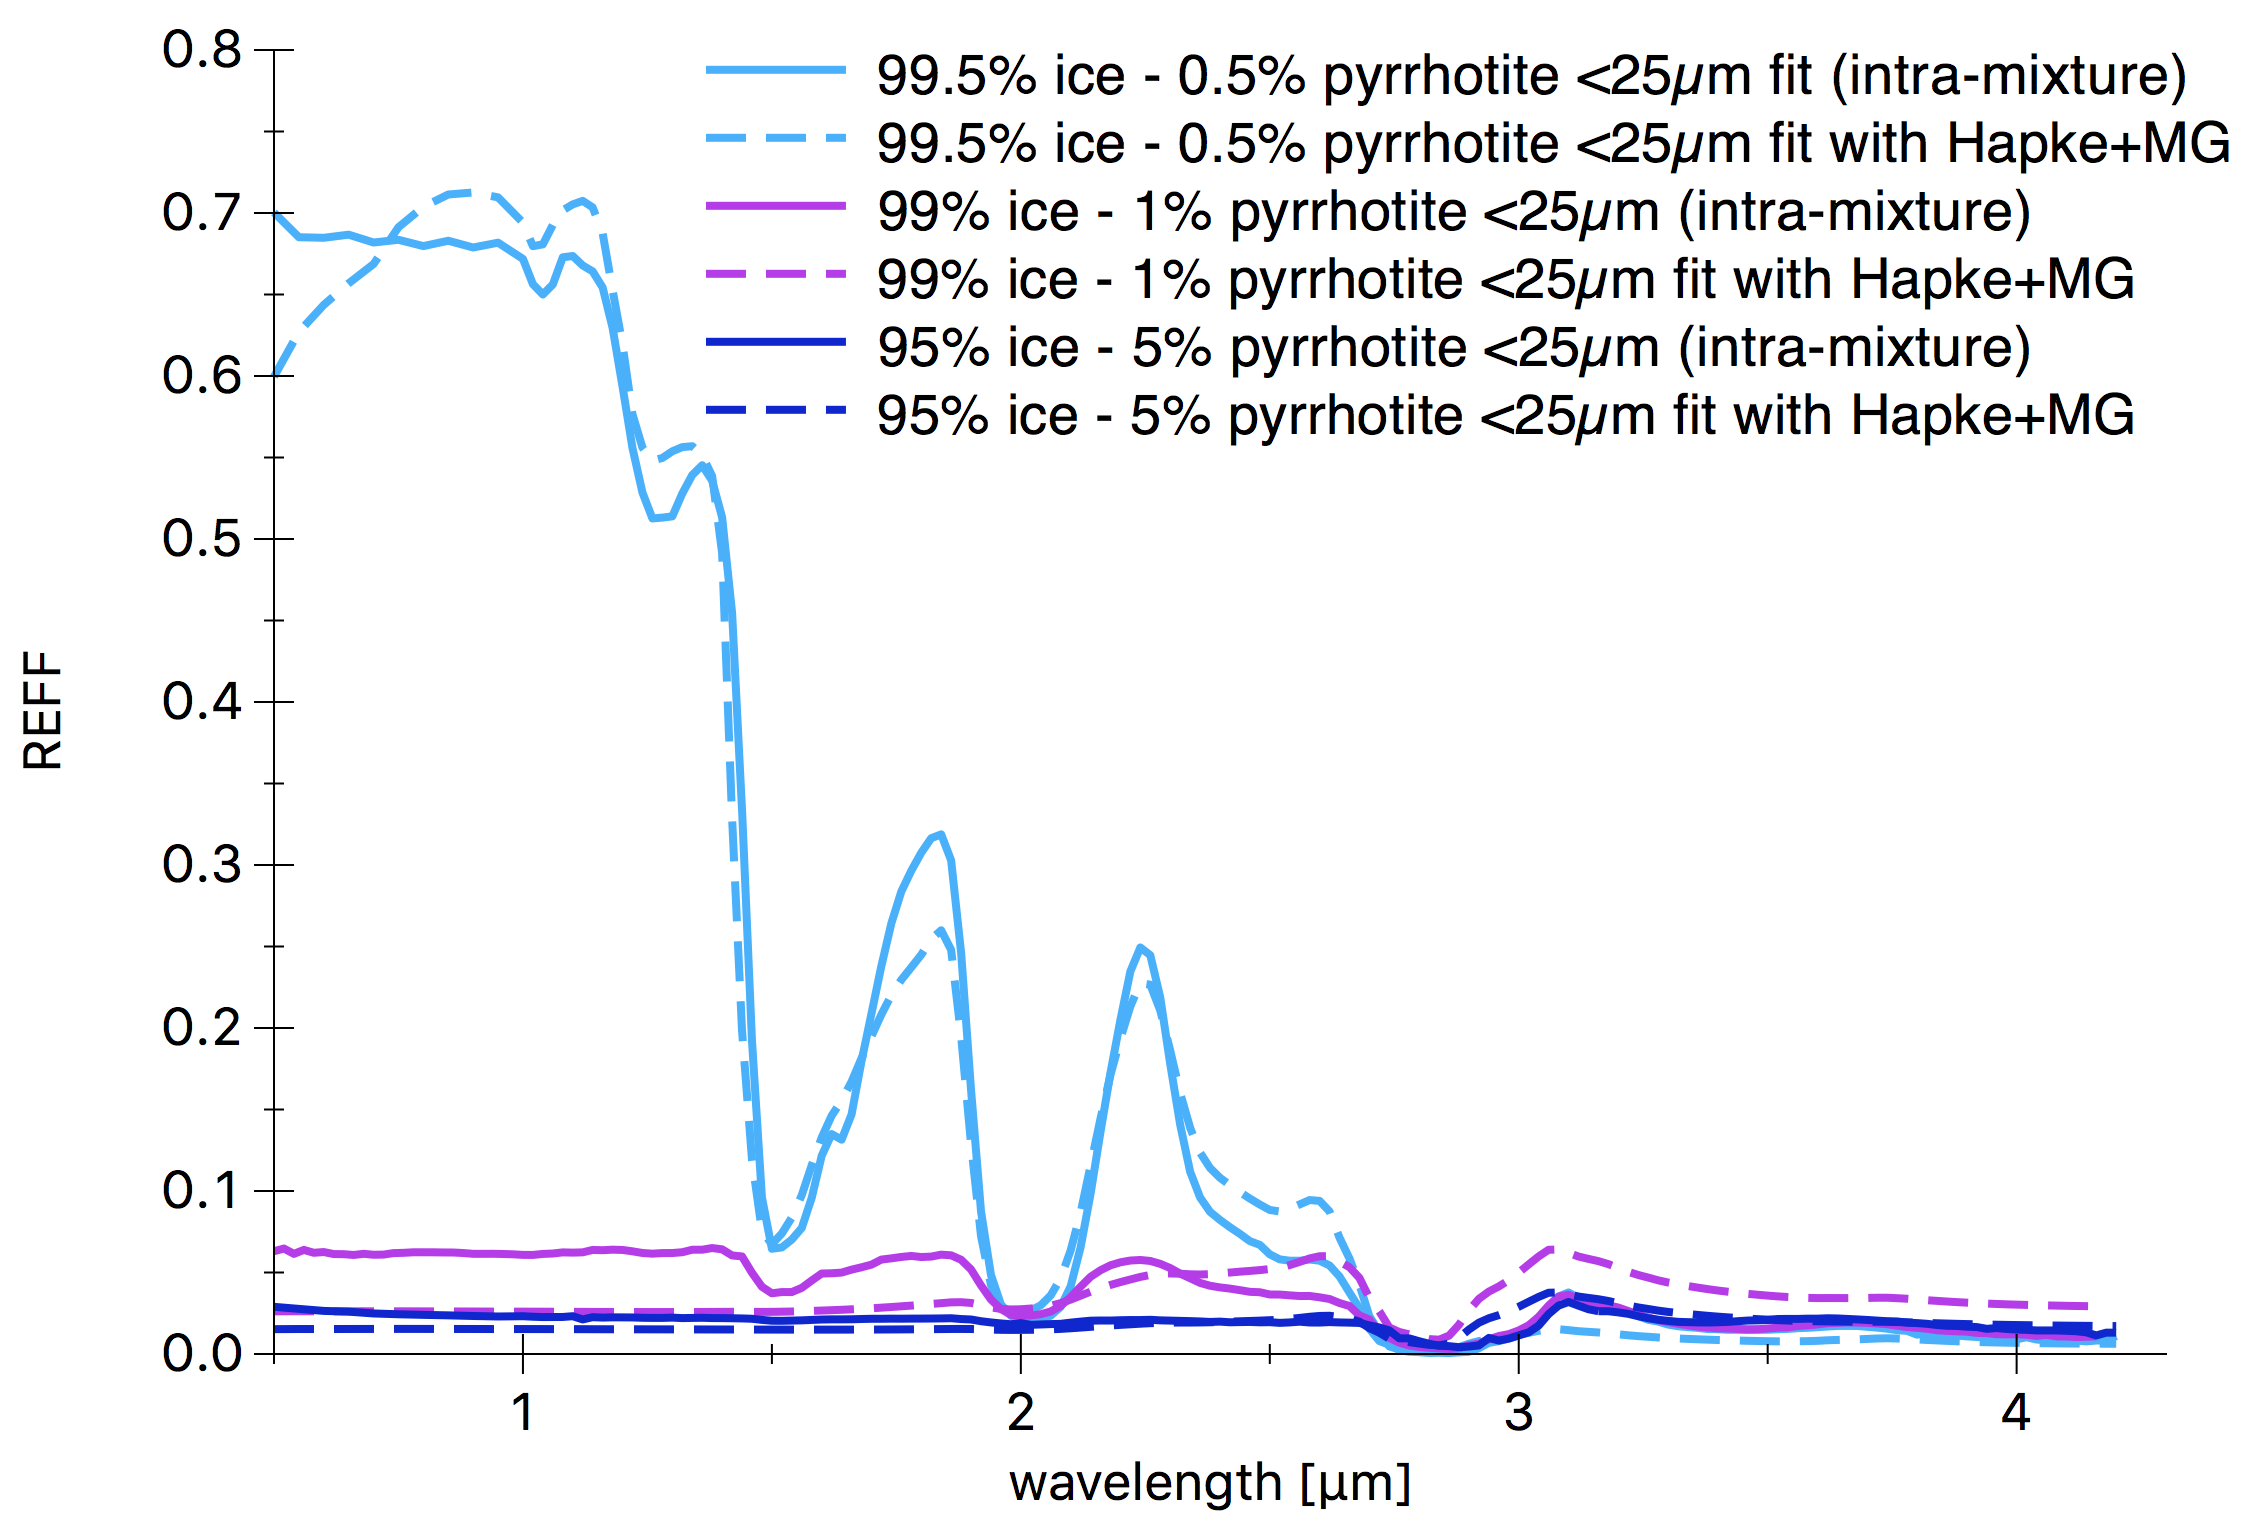 0.8
0.7
0.6
0.5
0.4
0.3
0.2
0.1
0.0
REFF
99.5% ice - 0.5% pyrrhotite <25µm fit (intra-mixture)
99.5% ice - 0.5% pyrrhotite <25µm fit with Hapke+MG
99% ice - 1% pyrrhotite <25µm (intra-mixture)
99% ice - 1% pyrrhotite <25µm fit with Hapke+MG
95% ice - 5% pyrrhotite <25µm (intra-mixture)
95% ice - 5% pyrrhotite <25µm fit with Hapke+MG
1 2 3 4
wavelength [µm]